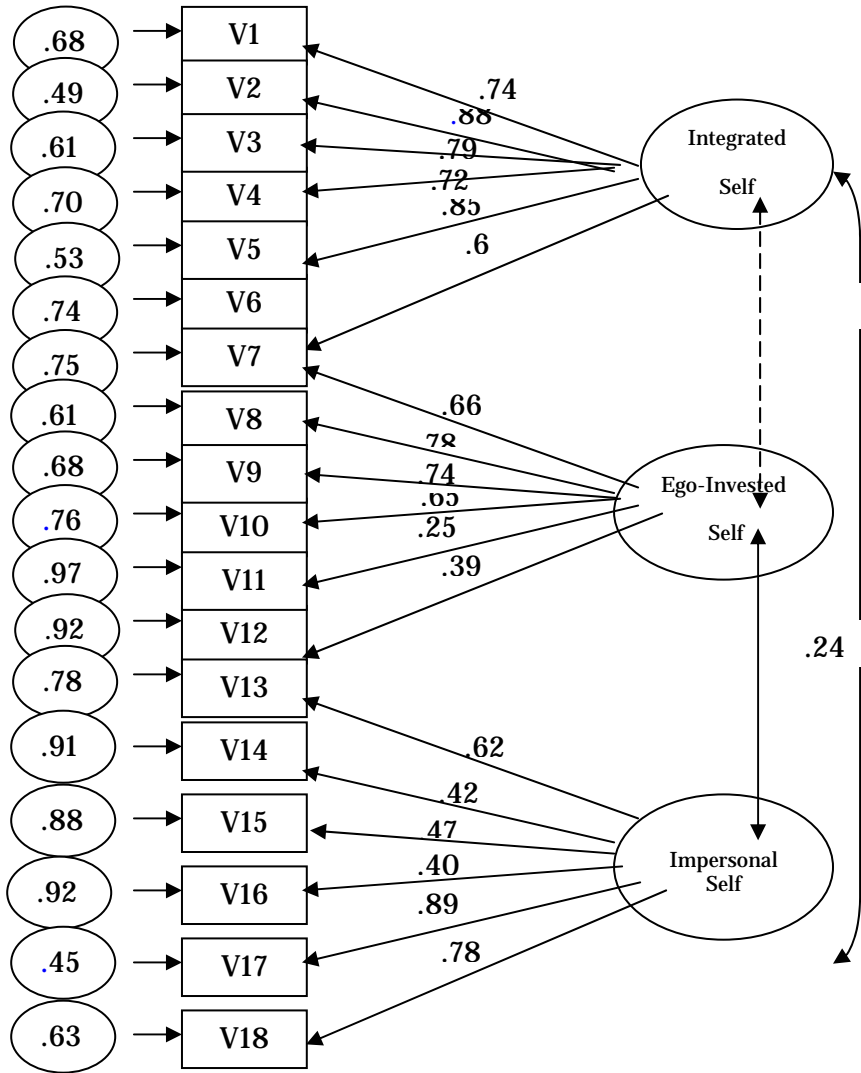 .68
V1
.49
V2
.74
.88
.61
V3
.79
Integrated
Self
.70
V4
.72
.85
.53
V5
.6
.74
V6
.75
V7
.61
V8
.66
.78
.68
V9
.74
.65
Ego-Invested
Self
.76
V10
.25
.97
V11
.39
.92
V12
.24
.78
V13
.91
V14
.62
.42
.88
V15
.47
.40
Impersonal
Self
.92
V16
.89
.45
V17
.78
.63
V18